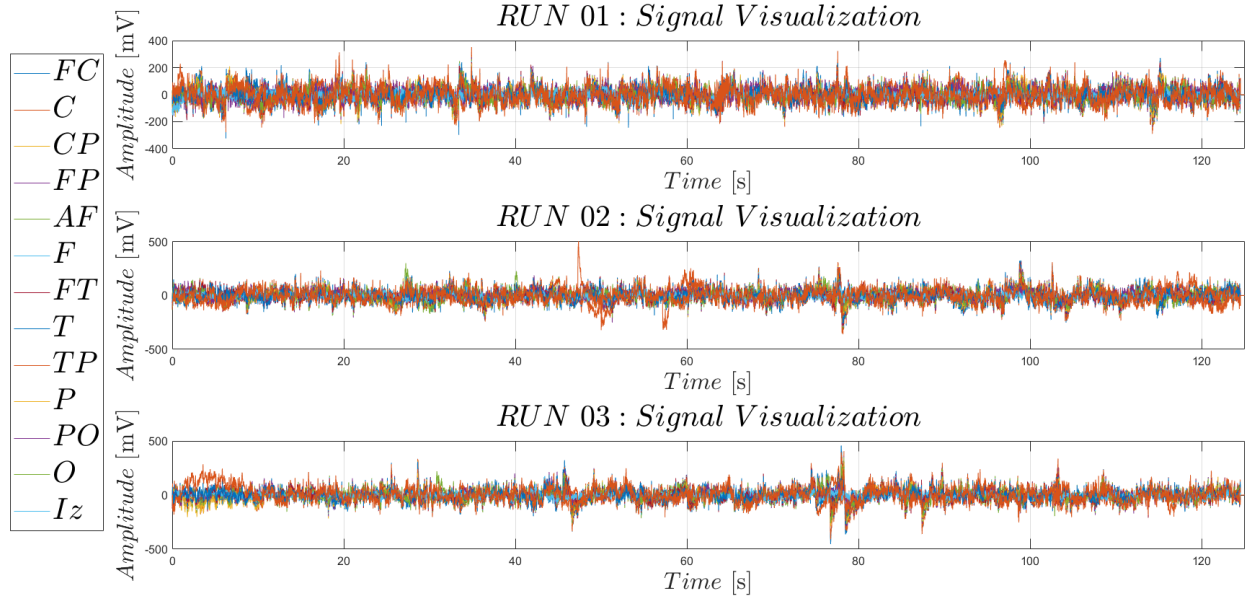 FC
C
CP
FP
AF
F
FT
T
TP
P
PO
O
Iz
RUN 01 : Signal Visualization
Amplitude [mV]
400
200
0
-200
-400
0 20 40 60 80 100 120
Time [s]
RUN 02 : Signal Visualization
Amplitude [mV]
500
0
-500
0 20 40 60 80 100 120
Time [s]
RUN 03 : Signal Visualization
Amplitude [mV]
500
0
-500
0 20 40 60 80 100 120
Time [s]